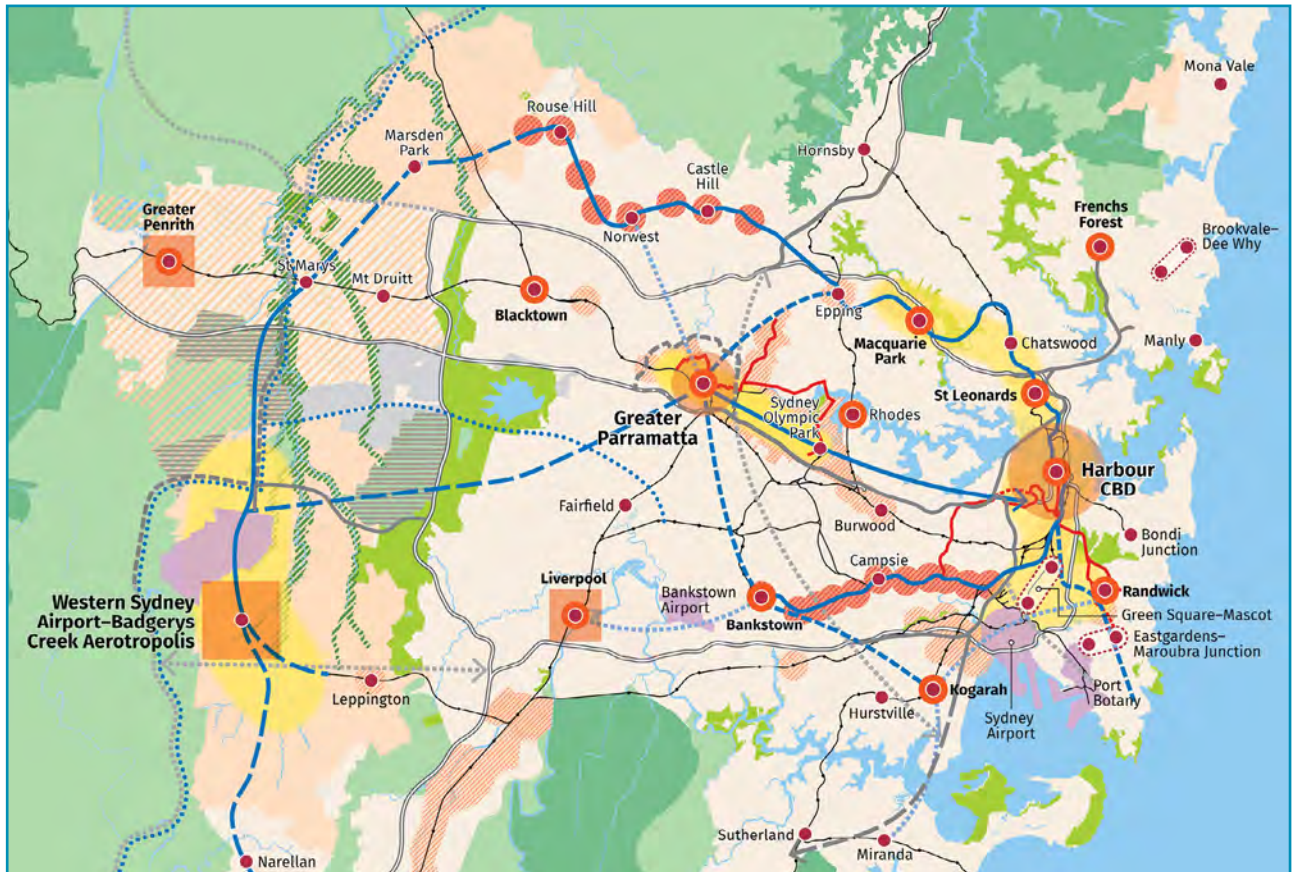 Mona Vale
Rouse Hill
Marsden
Park
Hornsby
Castle
Hill
Greater
Penrith
Frenchs
Forest
Norwest
Brookvale–
Dee Why
St Marys
Mt Druitt
Blacktown
Epping
Macquarie
Park
Chatswood
Manly
St Leonards
Greater
Parramatta
Sydney
Olympic
Park
Rhodes
Harbour
CBD
Fairfield
Burwood
Bondi
Junction
Campsie
Liverpool
Bankstown
Airport
Bankstown
Randwick
Western Sydney
Airport–Badgerys
Creek Aerotropolis
Green Square–Mascot
Eastgardens–
Maroubra Junction
Leppington
Kogarah
Hurstville
Port
Botany
Sydney
Airport
Sutherland
Miranda
Narellan